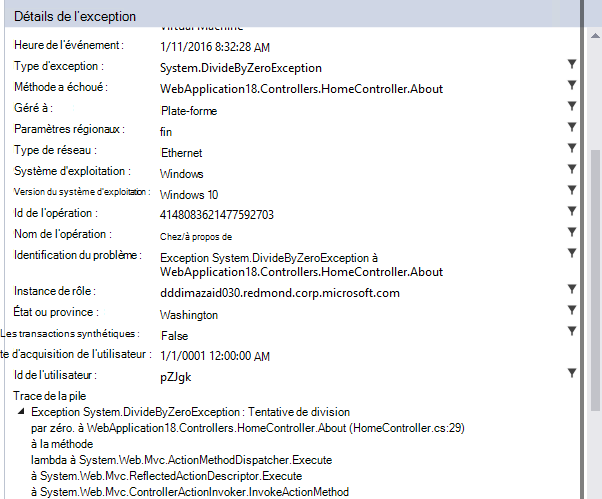 Détails de l'exception
Virtual Machine
Heure de l'événement : 1/11/2016 8:32:28 AM
Type d'exception : System.DivideByZeroException
Méthode a échoué : WebApplication18.Controllers.HomeController.About
Géré à : Plate-forme
Paramètres régionaux : fin
Type de réseau : Ethernet
Système d'exploitation : Windows
Version du système d'exploitation : Windows 10
Id de l'opération : 4148083621477592703
Nom de l'opération : Chez/à propos de
Identification du problème : Exception System.DivideByZeroException à
WebApplication18.Controllers.HomeController.About
Instance de rôle : dddimazaid030.redmond.corp.microsoft.com
État ou province : Washington
Les transactions synthétiques : False
te d'acquisition de l'utilisateur : 1/1/0001 12:00:00 AM
Id de l'utilisateur : pZJgk
Trace de la pile
Exception System.DivideByZeroException : Tentative de division
par zéro. à WebApplication18.Controllers.HomeController.About (HomeController.cs:29)
à la méthode
lambda à System.Web.Mvc.ActionMethodDispatcher.Execute
à System.Web.Mvc.ReflectedActionDescriptor.Execute
à System.Web.Mvc.ControllerActionInvoker.InvokeActionMethod